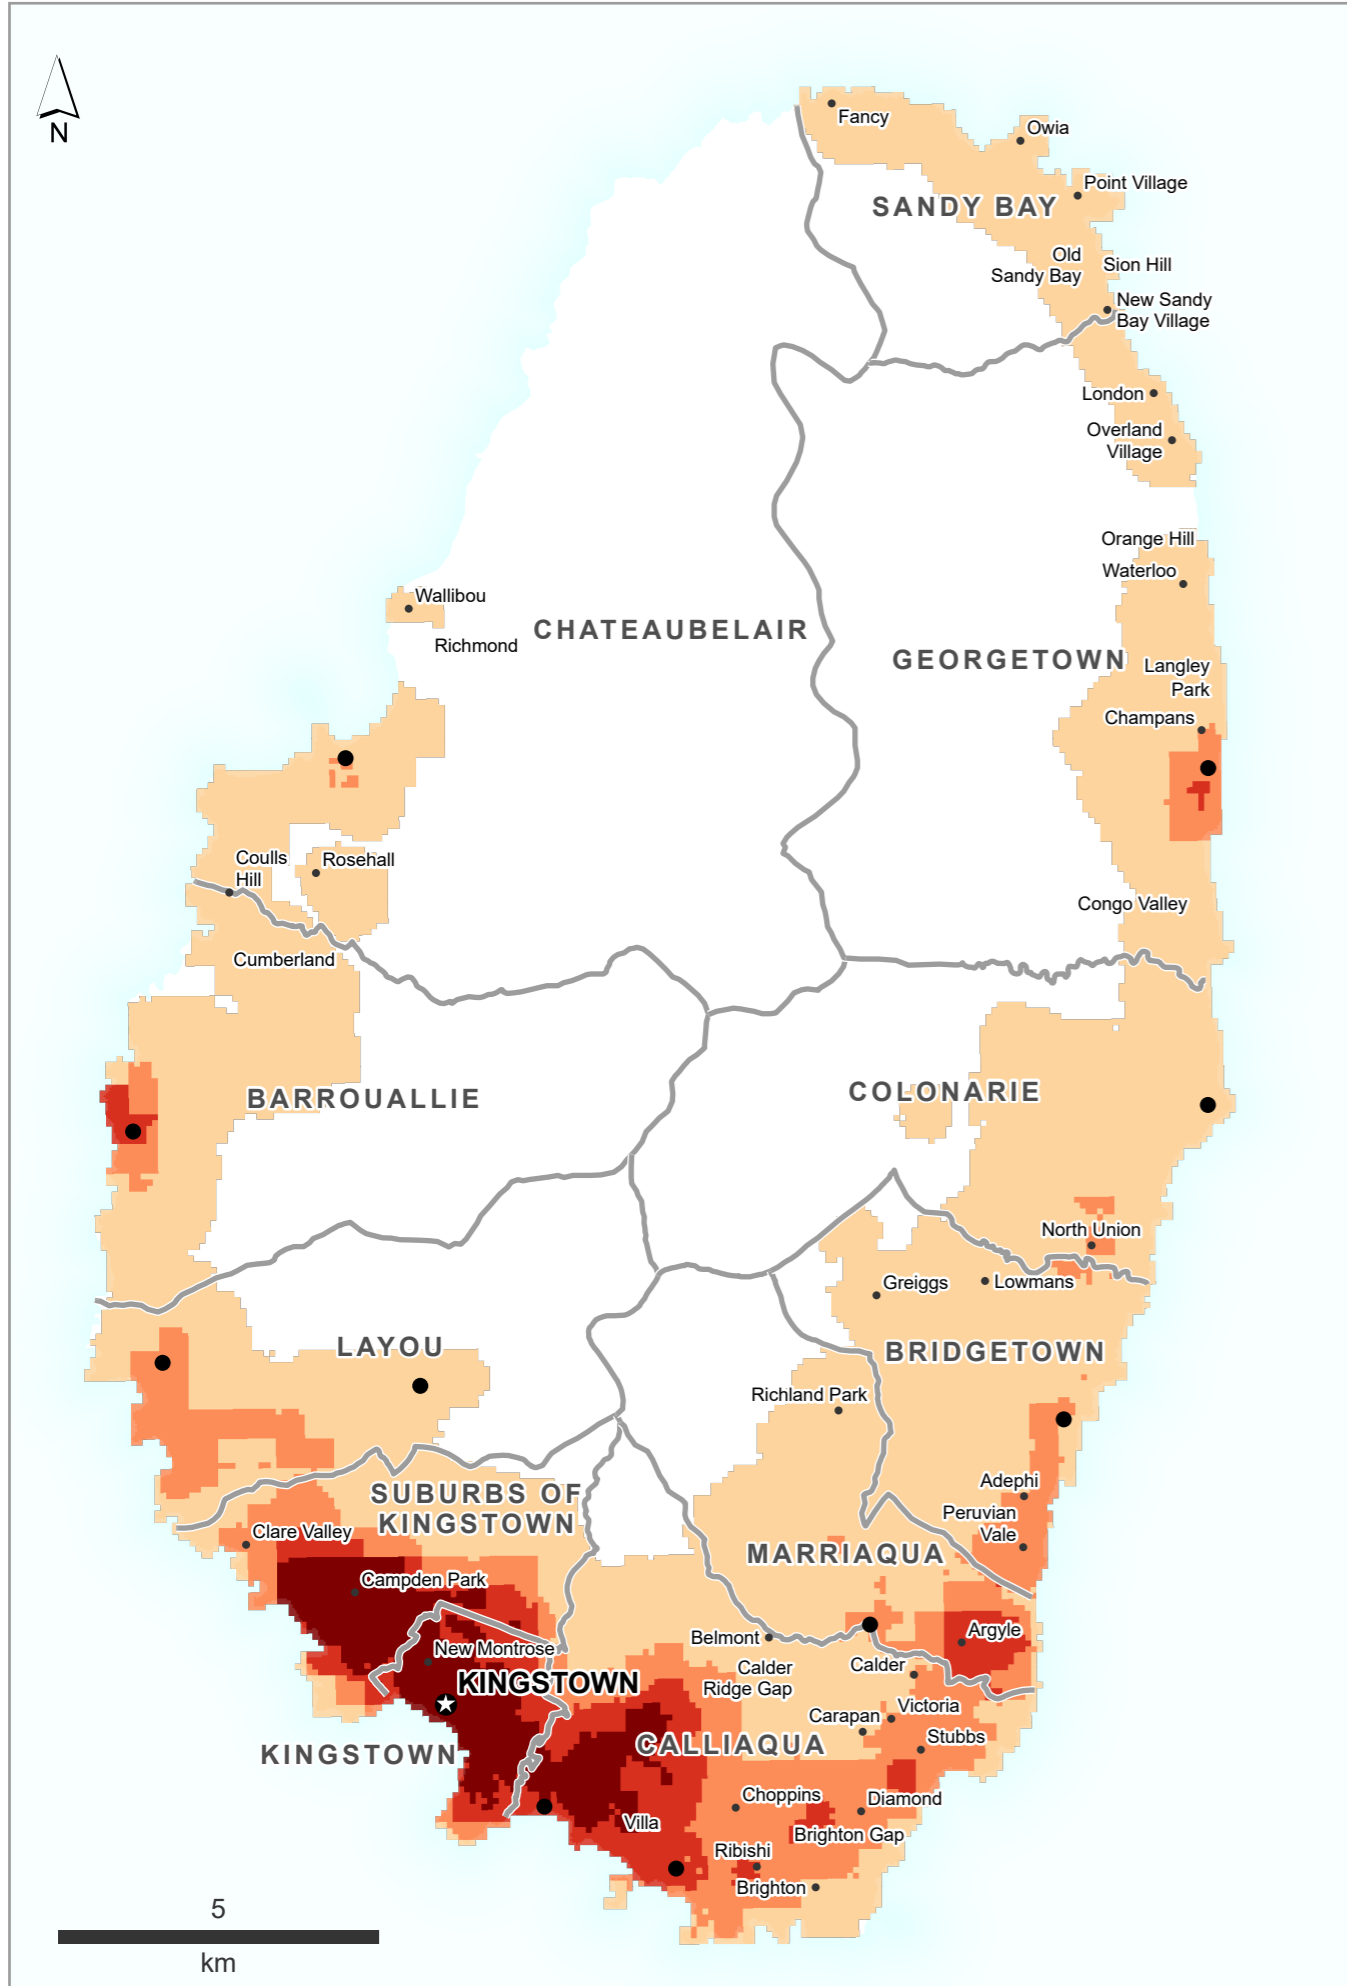 N
Fancy
Owia
Point Village
SANDY BAY
Old
Sandy Bay
Sion Hill
New Sandy
Bay Village
London
Overland
Village
Orange Hill
Waterloo
Wallibou
Richmond
CHATEAUBELAIR
GEORGETOWN
Langley
Park
Champans
Coulls
Hill
Rosehall
Congo Valley
Cumberland
BARROUALLIE
COLONARIE
North Union
Greiggs
Lowmans
LAYOU
BRIDGETOWN
Richland Park
Adephi
SUBURBS OF
KINGSTOWN
Peruvian
Vale
Clare Valley
MARRIAQUA
Campden Park
Argyle
Belmont
New Montrose
Calder
Ridge Gap
Calder
KINGSTOWN
Victoria
Carapan
Stubbs
KINGSTOWN
CALLIAQUA
Choppins
Diamond
Villa
Brighton Gap
Ribishi
Brighton
5
km